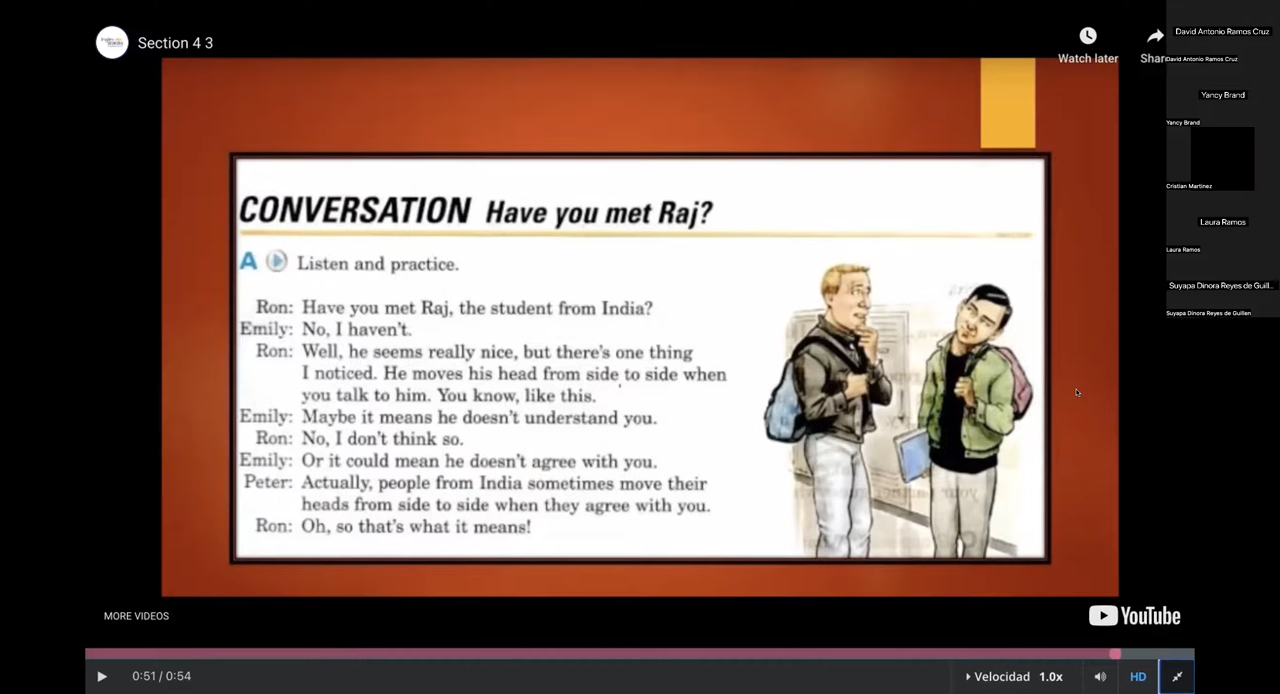 Section 4 3
Watch later
Shar
David Antonio Ramos Cruz
David Antonio Ramos Cruz
Yancy Brand
Yancy Brand
Cristian Martinez
Laura Ramos
Laura Ramos
Suyapa Dinora Reyes de Guill...
Suyapa Dinora Reyes de Guillen
CONVERSATION Have you met Raj?
A Listen and practice.
Ron: Have you met Raj, the student from India?
Emily: No, I haven't.
Ron: Well, he seems really nice, but there's one thing
I noticed. He moves his head from side to side when
you talk to him. You know, like this.
Emily: Maybe it means he doesn't understand you.
Ron: No, I don't think so.
Emily: Or it could mean he doesn't agree with you.
Peter: Actually, people from India sometimes move their
heads from side to side when they agree with you.
Ron: Oh, so that's what it means!
MORE VIDEOS
YouTube
0:51 / 0:54
Velocidad 1.0x
HD